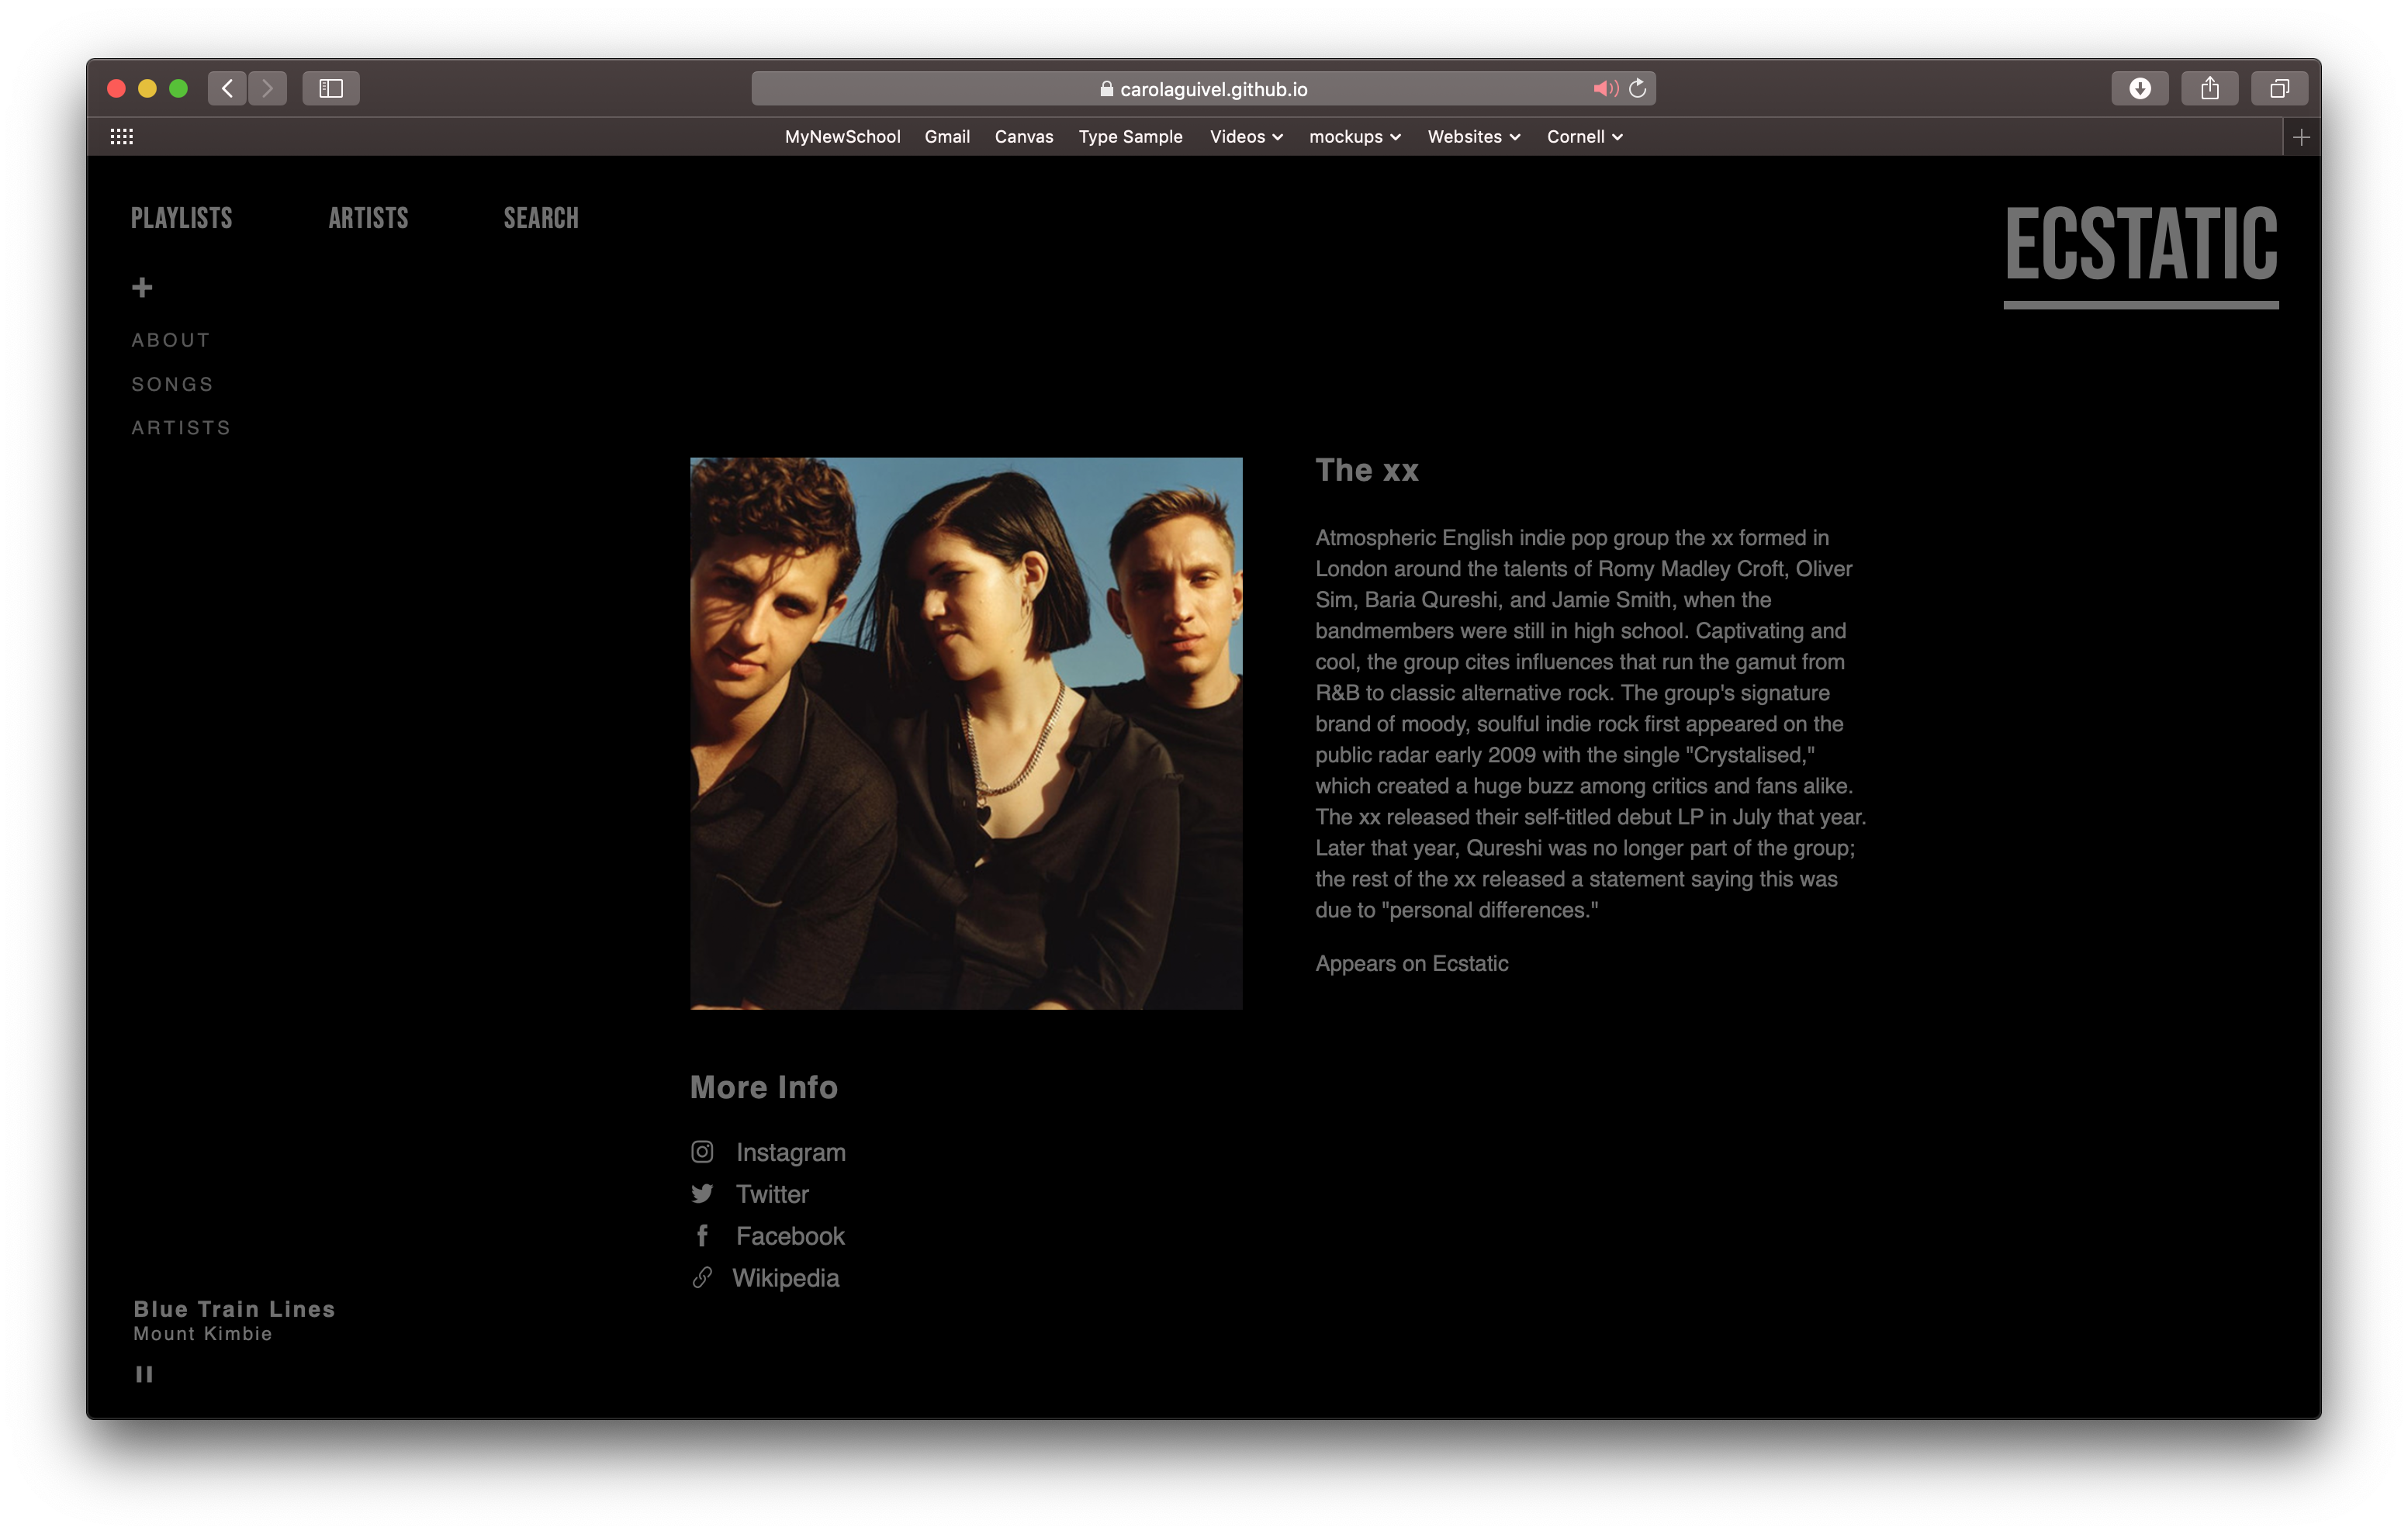 carolaguivel.github.io
MyNewSchool Gmail Canvas Type Sample Videos mockups Websites Cornell
PLAYLISTS ARTISTS SEARCH
ECSTATIC
+
ABOUT
SONGS
ARTISTS
The xx
Atmospheric English indie pop group the xx formed in
London around the talents of Romy Madley Croft, Oliver
Sim, Baria Qureshi, and Jamie Smith, when the
bandmembers were still in high school. Captivating and
cool, the group cites influences that run the gamut from
R&B to classic alternative rock. The group's signature
brand of moody, soulful indie rock first appeared on the
public radar early 2009 with the single "Crystalised,"
which created a huge buzz among critics and fans alike.
The xx released their self-titled debut LP in July that year.
Later that year, Qureshi was no longer part of the group;
the rest of the xx released a statement saying this was
due to "personal differences."
Appears on Ecstatic
More Info
Instagram
Twitter
Facebook
Wikipedia
Blue Train Lines
Mount Kimbie